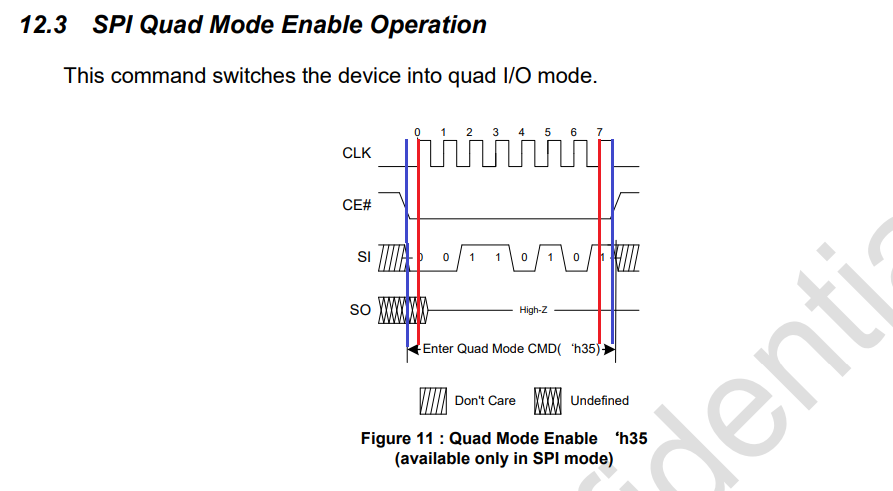 12.3 SPI Quad Mode Enable Operation
This command switches the device into quad I/O mode.
0 1 2 3 4 5 6 7
CLK
CE#
SI 0 0 1 1 0 1 0 1
SO High-Z
Enter Quad Mode CMD( ‘h35)
Don't Care Undefined
Figure 11 : Quad Mode Enable ‘h35
(available only in SPI mode)